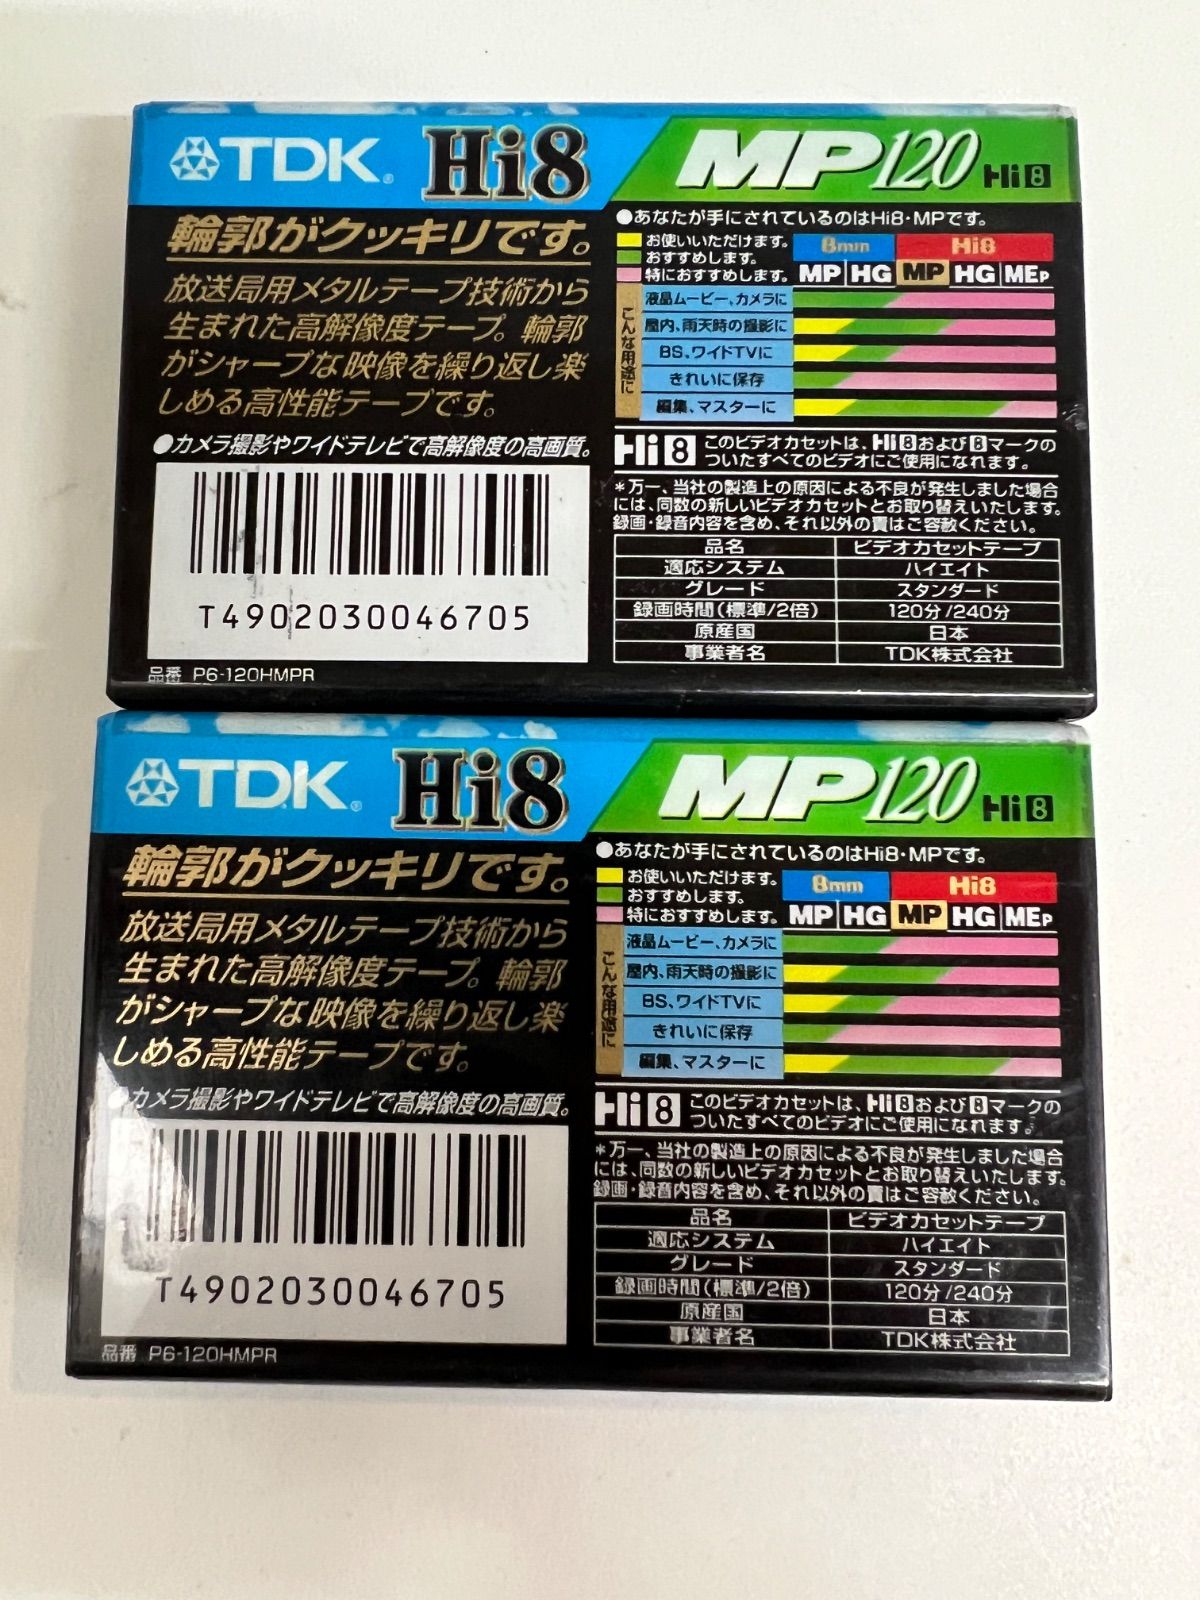 TDK® Hi8 MP120 Hi8
輪郭がクッキリです。
放送局用メタルテープ技術から
生まれた高解像度テープ。輪郭
がシャープな映像を繰り返し楽
しめる高性能テープです。
●カメラ撮影やワイドテレビで高解像度の高画質。
T4902030046705
品番 P6-120HMPR
●あなたが手にされているのはHi8・MPです。
お使いいただけます。
おすすめします。
特におすすめします。
8mm Hi8
MP HG MP HG MEP
こんな用途に
液晶ムービー、カメラに
屋内、雨天時の撮影に
BS、ワイドTVに
きれいに保存
編集、マスターに
Hi8 このビデオカセットは、Hi8および8マークの
ついたすべてのビデオにご使用になれます。
*万一、当社の製造上の原因による不良が発生しました場合
には、同数の新しいビデオカセットとお取り替えいたします。
録画・録音内容を含め、それ以外の責はご容赦ください。
品名 ビデオカセットテープ
適応システム ハイエイト
グレード スタンダード
録画時間(標準/2倍) 120分/240分
原産国 日本
事業者名 TDK株式会社
TDK® Hi8 MP120 Hi8
輪郭がクッキリです。
放送局用メタルテープ技術から
生まれた高解像度テープ。輪郭
がシャープな映像を繰り返し楽
しめる高性能テープです。
●カメラ撮影やワイドテレビで高解像度の高画質。
T4902030046705
品番 P6-120HMPR
●あなたが手にされているのはHi8・MPです。
お使いいただけます。
おすすめします。
特におすすめします。
8mm Hi8
MP HG MP HG MEP
こんな用途に
液晶ムービー、カメラに
屋内、雨天時の撮影に
BS、ワイドTVに
きれいに保存
編集、マスターに
Hi8 このビデオカセットは、Hi8および8マークの
ついたすべてのビデオにご使用になれます。
*万一、当社の製造上の原因による不良が発生しました場合
には、同数の新しいビデオカセットとお取り替えいたします。
録画・録音内容を含め、それ以外の責はご容赦ください。
品名 ビデオカセットテープ
適応システム ハイエイト
グレード スタンダード
録画時間(標準/2倍) 120分/240分
原産国 日本
事業者名 TDK株式会社